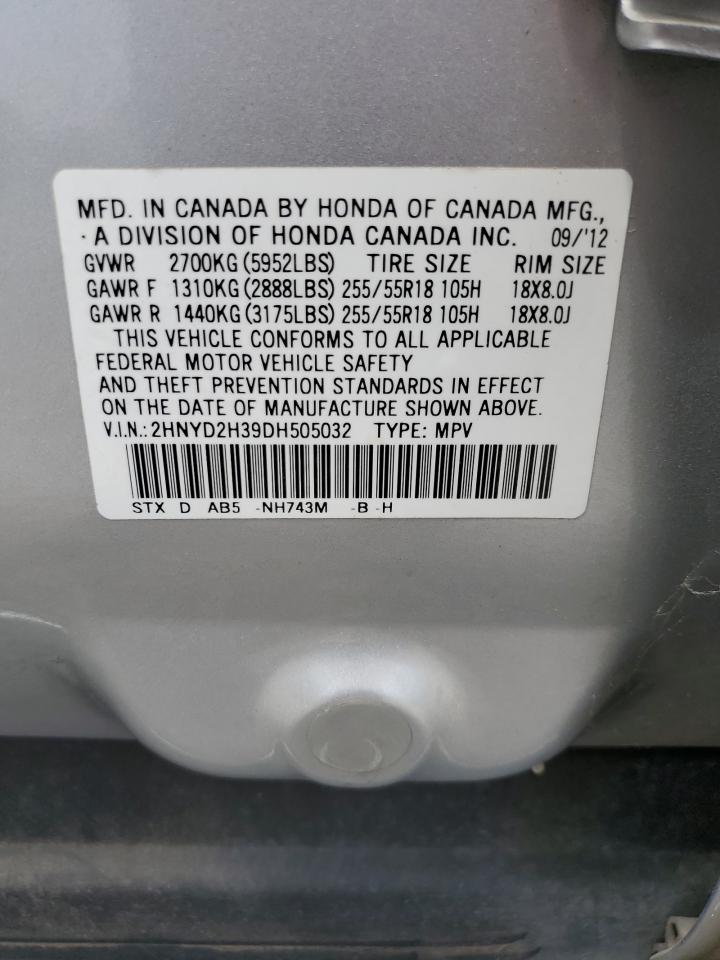 MFD. IN CANADA BY HONDA OF CANADA MFG.,
A DIVISION OF HONDA CANADA INC. 09/'12
GVWR 2700KG(5952LBS) TIRE SIZE RIM SIZE
GAWR F 1310KG(2888LBS) 255/55R18 105H 18X8.0J
GAWR R 1440KG(3175LBS) 255/55R18 105H 18X8.0J
THIS VEHICLE CONFORMS TO ALL APPLICABLE
FEDERAL MOTOR VEHICLE SAFETY
AND THEFT PREVENTION STANDARDS IN EFFECT
ON THE DATE OF MANUFACTURE SHOWN ABOVE.
V.I.N.: 2HNYD2H39DH505032 TYPE: MPV
STX D AB5 -NH743M -B -H